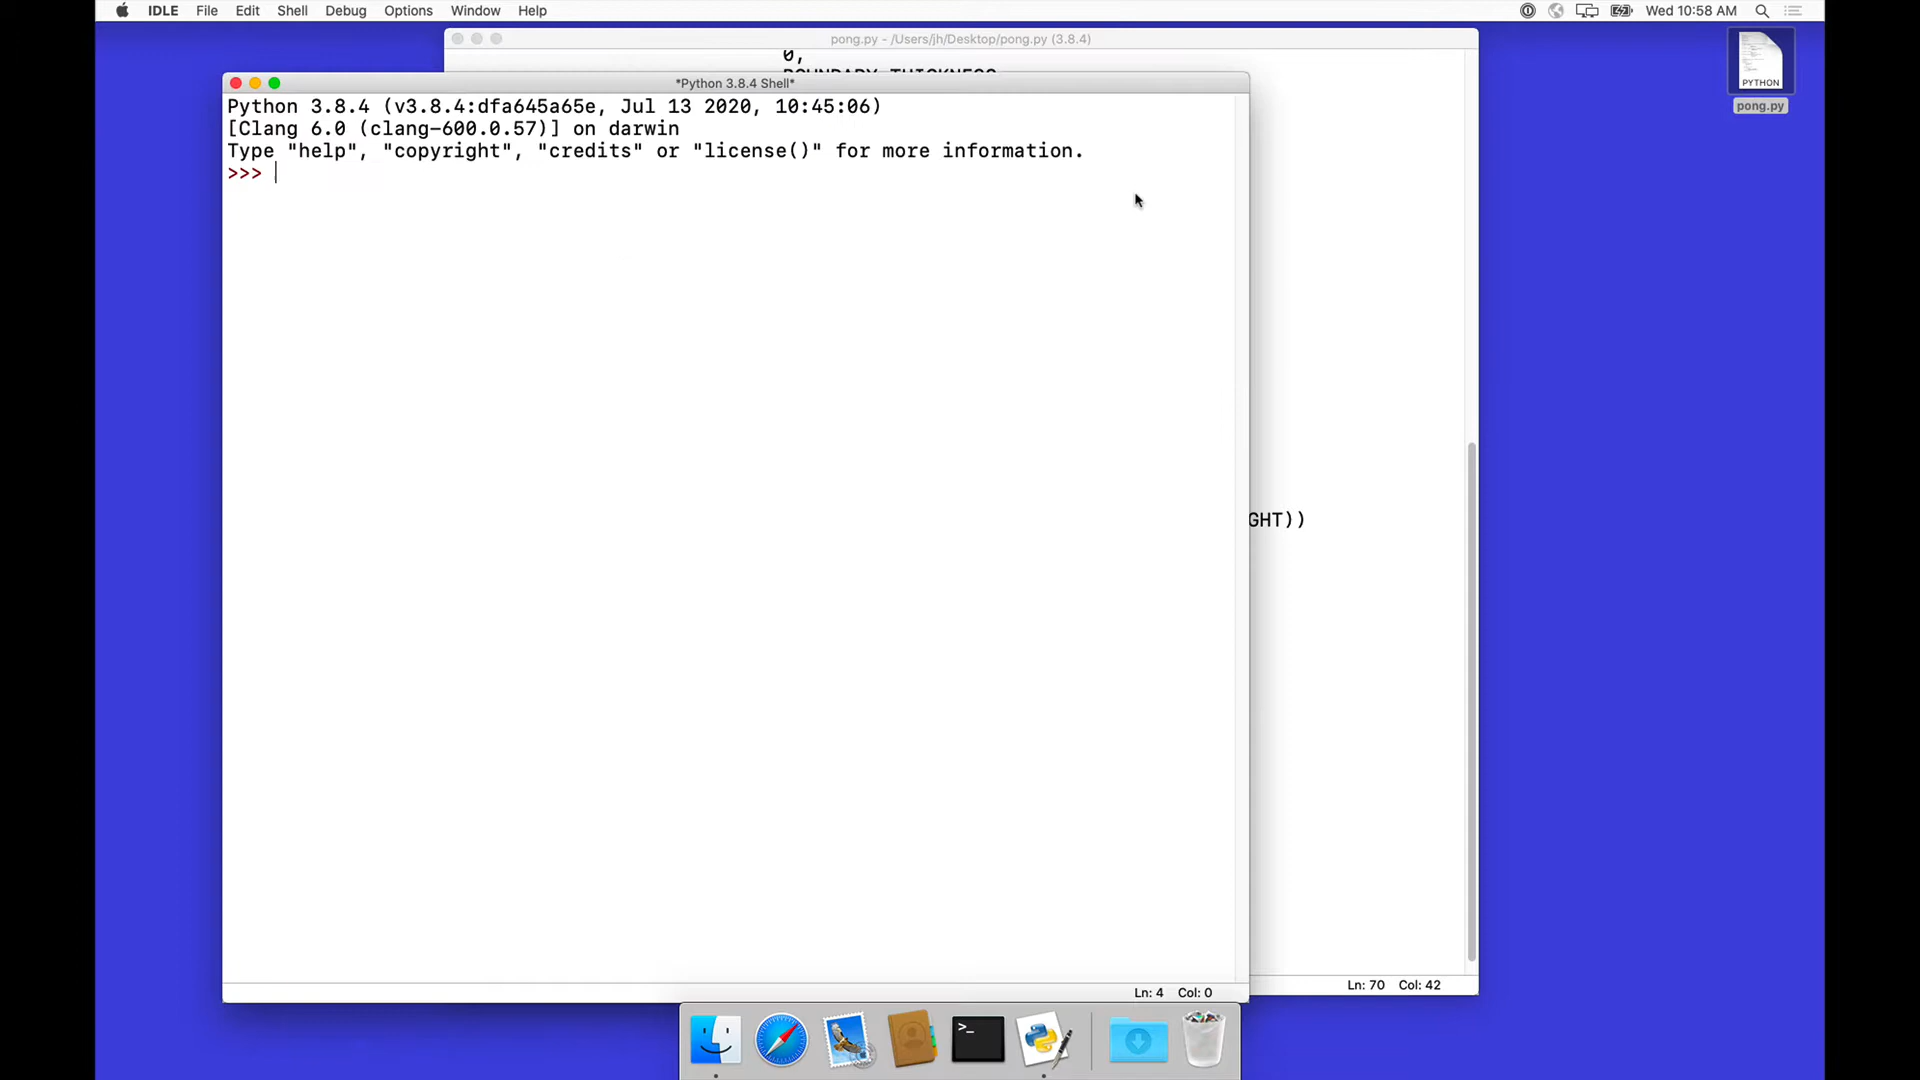 IDLE File Edit Shell Debug Options Window Help Wed 10:58 AM
pong.py - /Users/jh/Desktop/pong.py (3.8.4)
0,
BOUNDARY_THICKNESS
*Python 3.8.4 Shell*
Python 3.8.4 (v3.8.4:dfa645a65e, Jul 13 2020, 10:45:06)
[Clang 6.0 (clang-600.0.57)] on darwin
Type "help", "copyright", "credits" or "license()" for more information.
>>>
GHT))
Ln: 70 Col: 42
Ln: 4 Col: 0
PYTHON
pong.py
>_